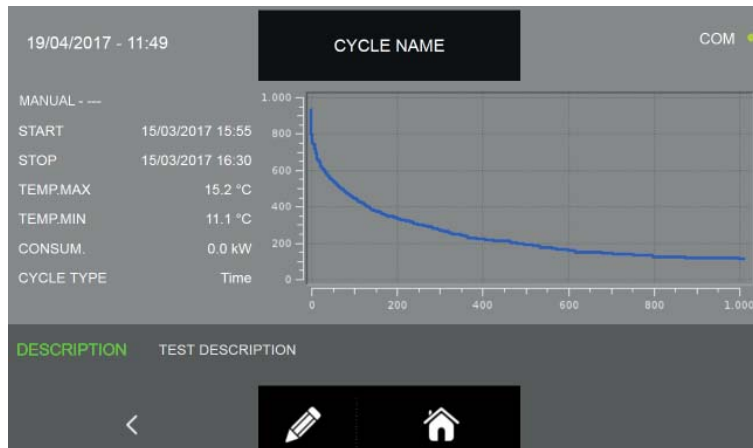 19/04/2017 - 11:49
CYCLE NAME
COM
MANUAL - ---
START 15/03/2017 15:55
STOP 15/03/2017 16:30
TEMP.MAX 15.2 °C
TEMP.MIN 11.1 °C
CONSUM. 0.0 kW
CYCLE TYPE Time
1.000
800
600
400
200
0
0 200 400 600 800 1.000
DESCRIPTION TEST DESCRIPTION